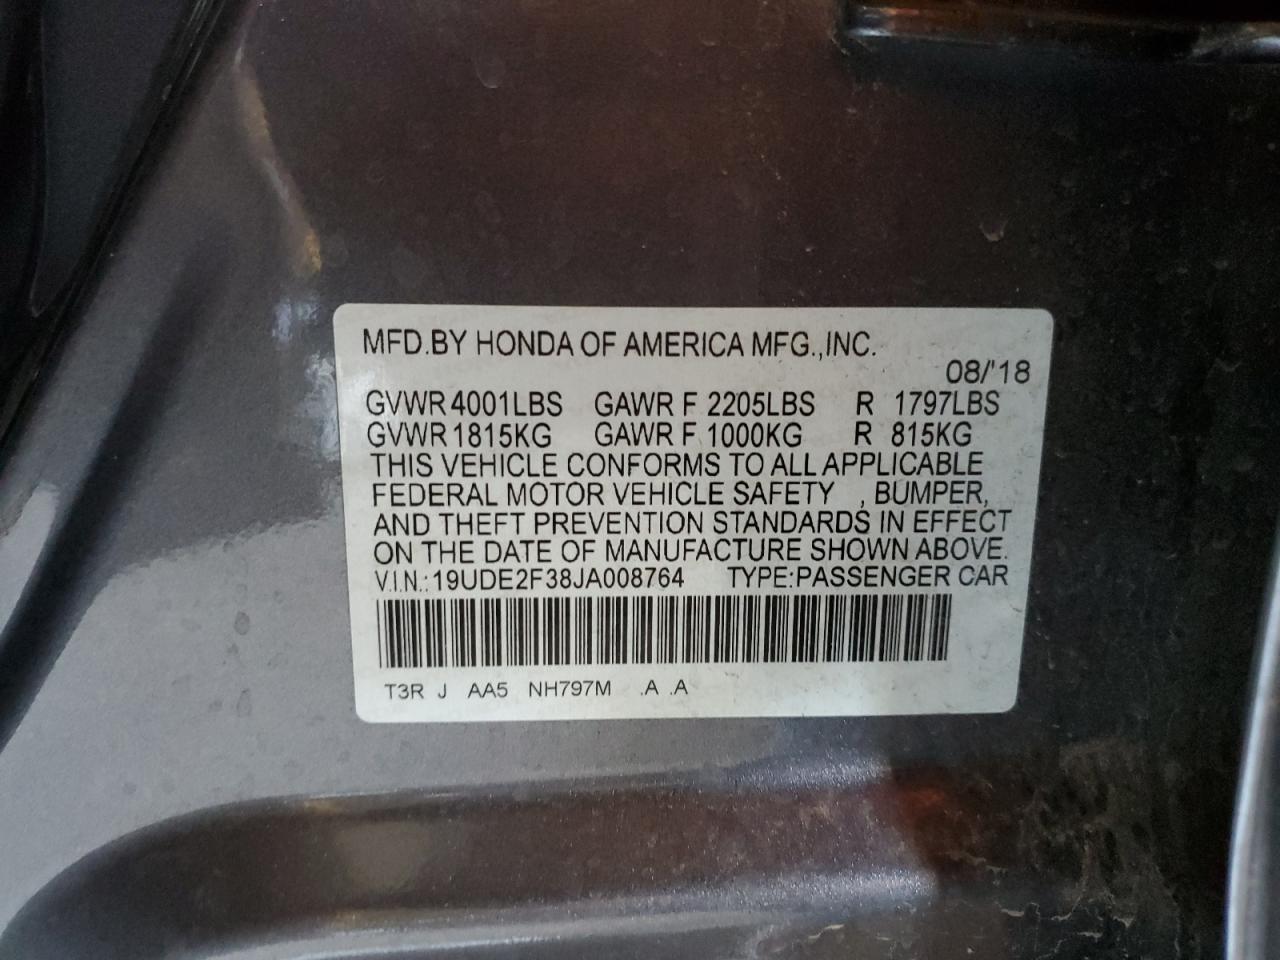 MFD.BY HONDA OF AMERICA MFG.,INC.
08/'18
GVWR 4001LBS GAWR F 2205LBS R 1797LBS
GVWR 1815KG GAWR F 1000KG R 815KG
THIS VEHICLE CONFORMS TO ALL APPLICABLE
FEDERAL MOTOR VEHICLE SAFETY , BUMPER,
AND THEFT PREVENTION STANDARDS IN EFFECT
ON THE DATE OF MANUFACTURE SHOWN ABOVE.
V.I.N.:19UDE2F38JA008764 TYPE:PASSENGER CAR
T3R J AA5 NH797M .A .A